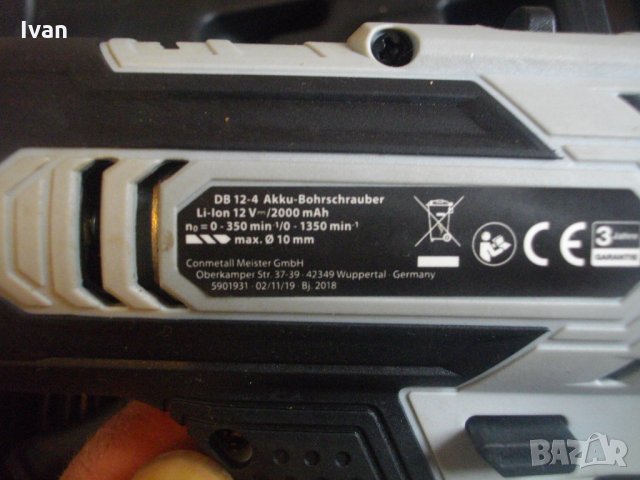 Ivan
DB 12-4 Akku-Bohrschrauber
Li-Ion 12 V⎓/2000 mAh
n₀ = 0 - 350 min⁻¹/0 - 1350 min⁻¹
max. Ø 10 mm
Conmetall Meister GmbH
Oberkamper Str. 37-39 · 42349 Wuppertal · Germany
5901931 · 02/11/19 · Bj. 2018
CE
3 Jahre
GARANTIE
BAZAR